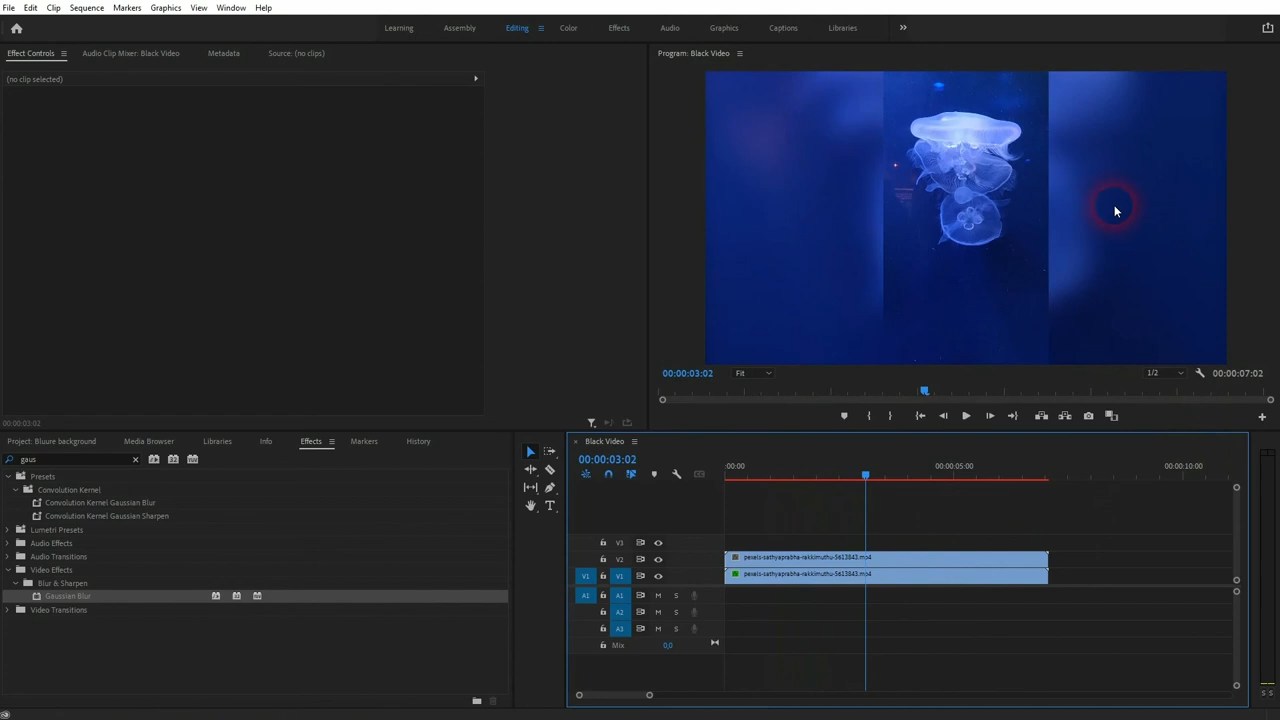 File Edit Clip Sequence Markers Graphics View Window Help
Learning Assembly Editing Color Effects Audio Graphics Captions Libraries
Effect Controls Audio Clip Mixer: Black Video Metadata Source: (no clips) Program: Black Video
(no clip selected)
00:00:03:02 Fit 1/2 00:00:07:02
00:00:03:02
Project: Bluure background Media Browser Libraries Info Effects Markers History
gaus
Presets
Convolution Kernel
Convolution Kernel Gaussian Blur
Convolution Kernel Gaussian Sharpen
Lumetri Presets
Audio Effects
Audio Transitions
Video Effects
Blur & Sharpen
Gaussian Blur
Video Transitions
× Black Video
00:00:03:02
:00:00 00:00:05:00 00:00:10:00
V3
V2 pexels-sathyaprabha-rakkimuthu-5613843.mp4
V1 V1 pexels-sathyaprabha-rakkimuthu-5613843.mp4
A1 A1 M S
A2 M S
A3 M S
Mix 0,0
S S